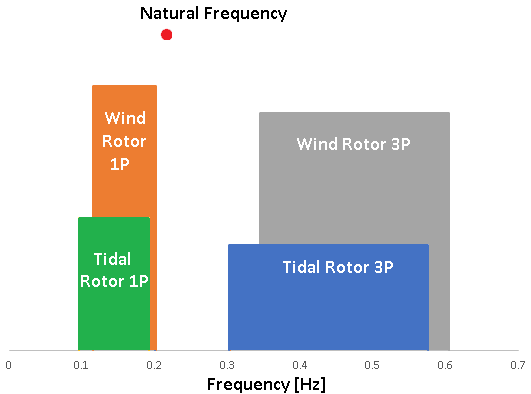 Natural Frequency
Wind
Rotor
1P
Wind Rotor 3P
Tidal
Rotor 1P
Tidal Rotor 3P
0 0.1 0.2 0.3 0.4 0.5 0.6 0.7
Frequency [Hz]